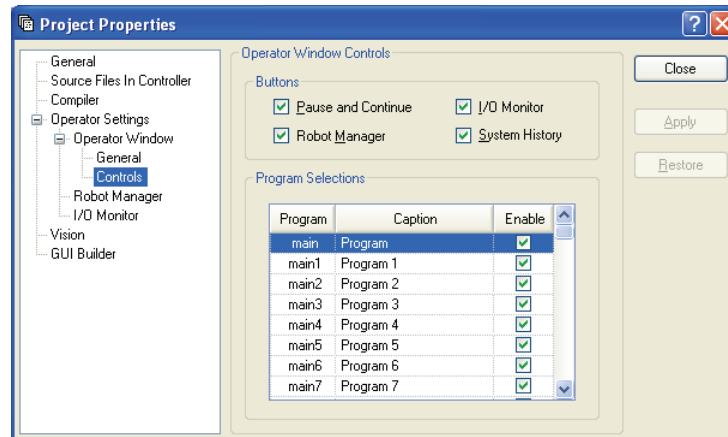 Project Properties
General
Source Files In Controller
Compiler
Operator Settings
Operator Window
General
Controls
Robot Manager
I/O Monitor
Vision
GUI Builder
Operator Window Controls
Buttons
Pause and Continue
I/O Monitor
Robot Manager
System History
Program Selections
Program Caption Enable
main Program
main1 Program 1
main2 Program 2
main3 Program 3
main4 Program 4
main5 Program 5
main6 Program 6
main7 Program 7
Close
Apply
Restore